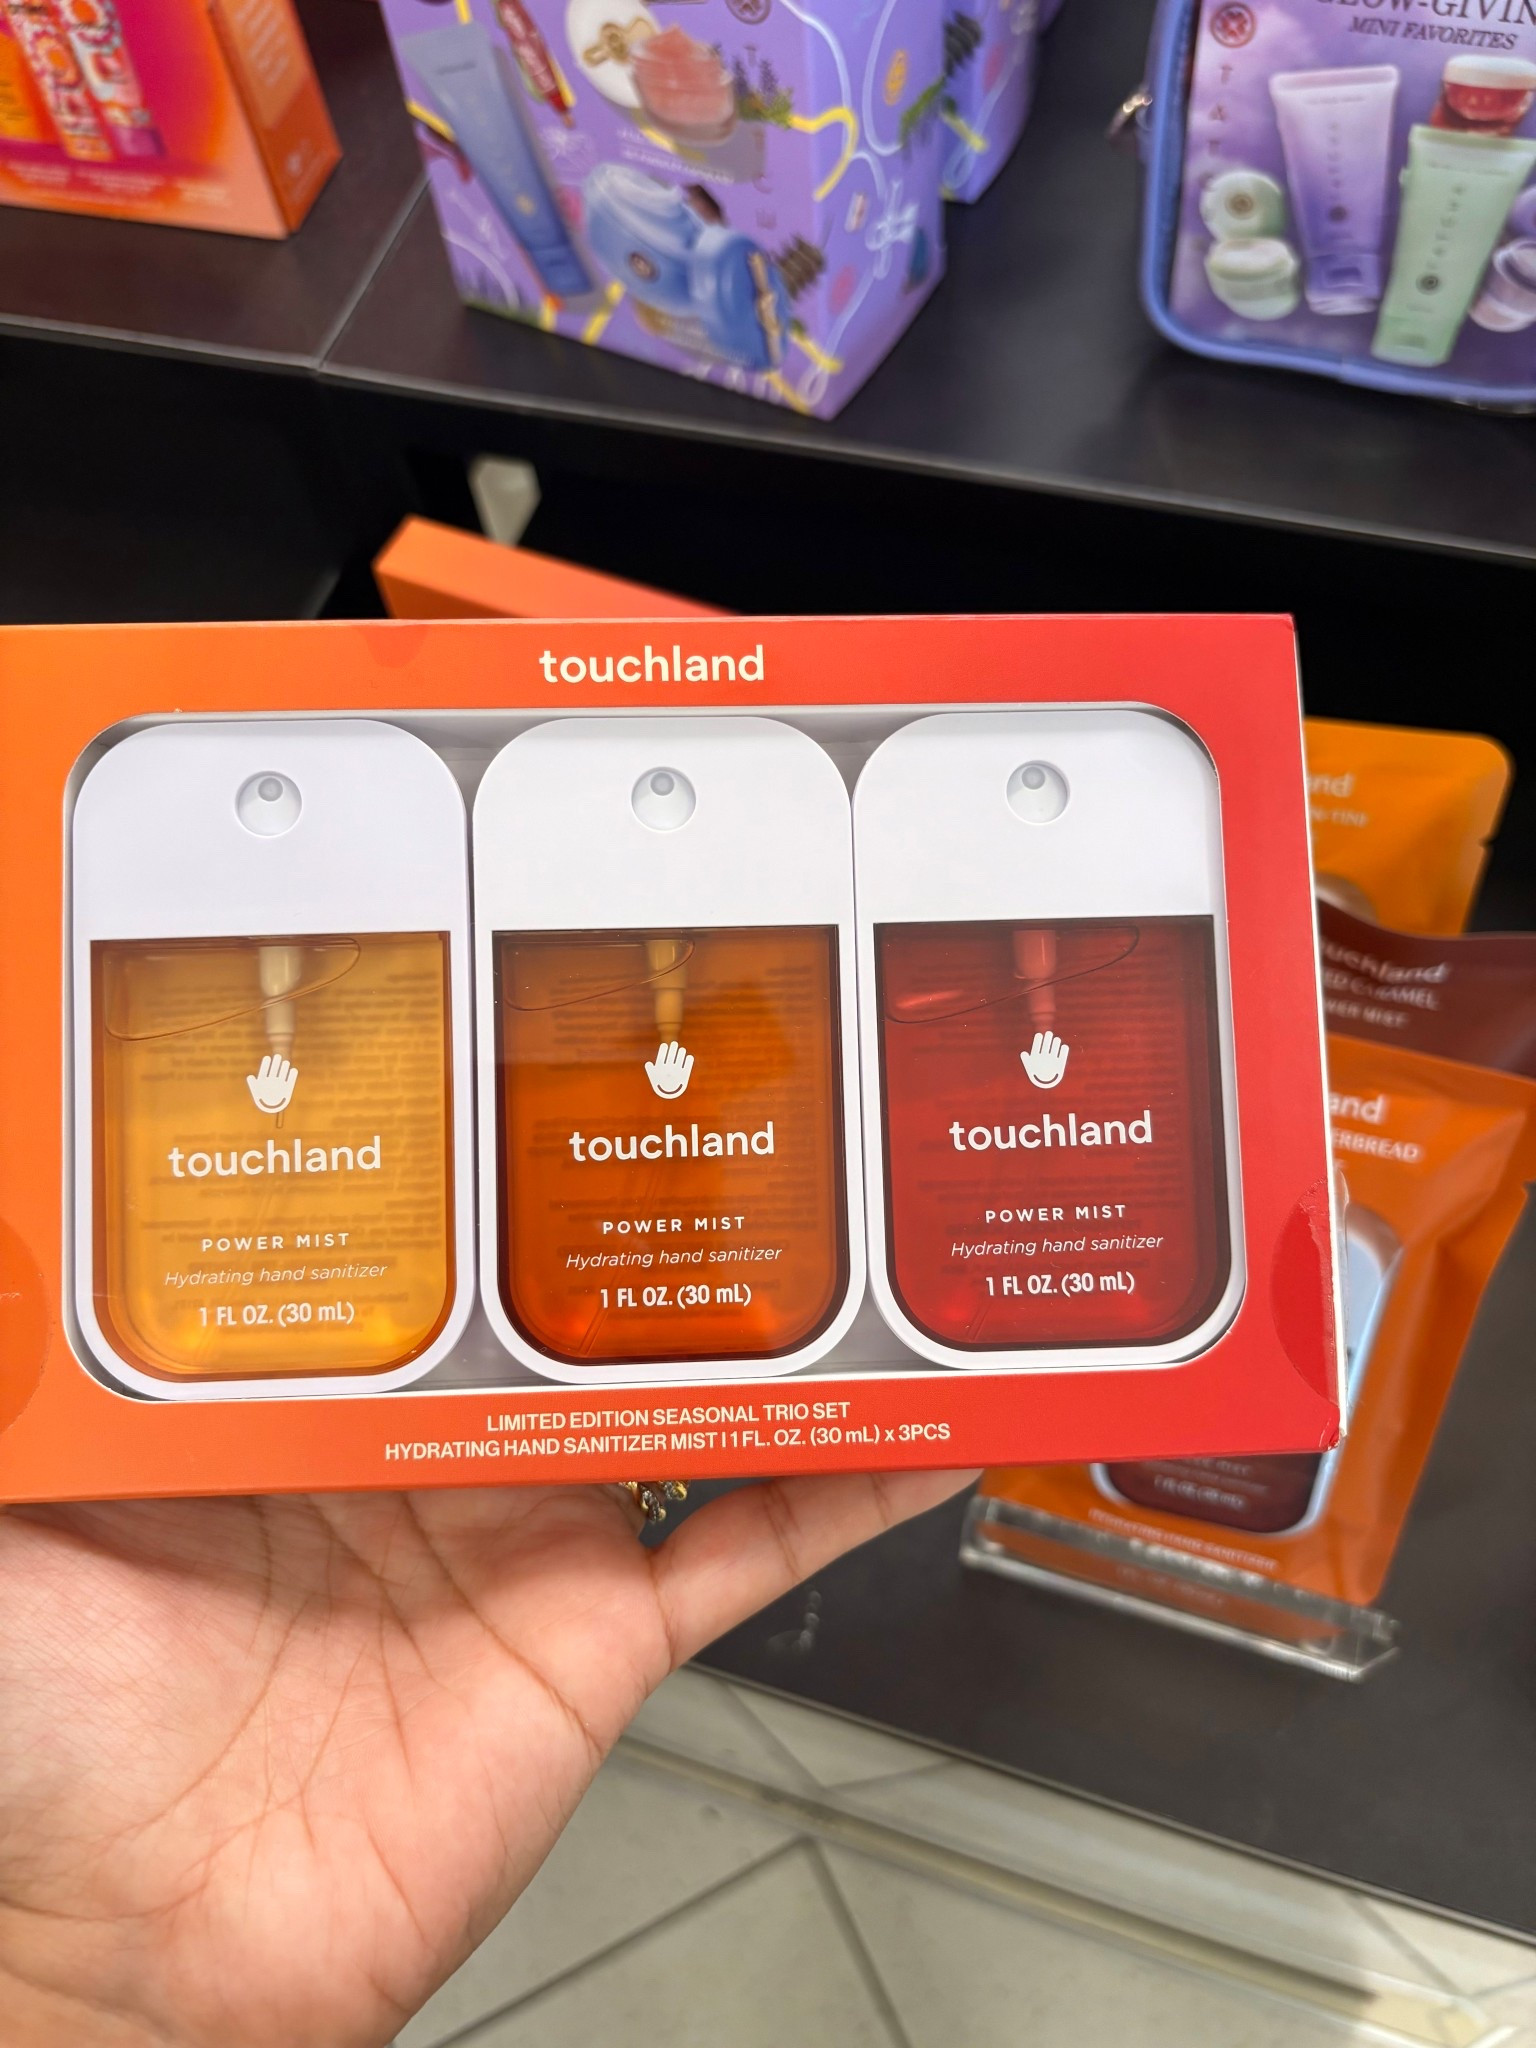 MINI FAVORITES
touchland
touchland
POWER MIST
Hydrating hand sanitizer
1 FL OZ. (30 mL)
touchland
POWER MIST
Hydrating hand sanitizer
1 FL OZ. (30 mL)
touchland
POWER MIST
Hydrating hand sanitizer
1 FL OZ. (30 mL)
LIMITED EDITION SEASONAL TRIO SET
HYDRATING HAND SANITIZER MIST | 1 FL. OZ. (30 mL) x 3PCS
CARAMEL